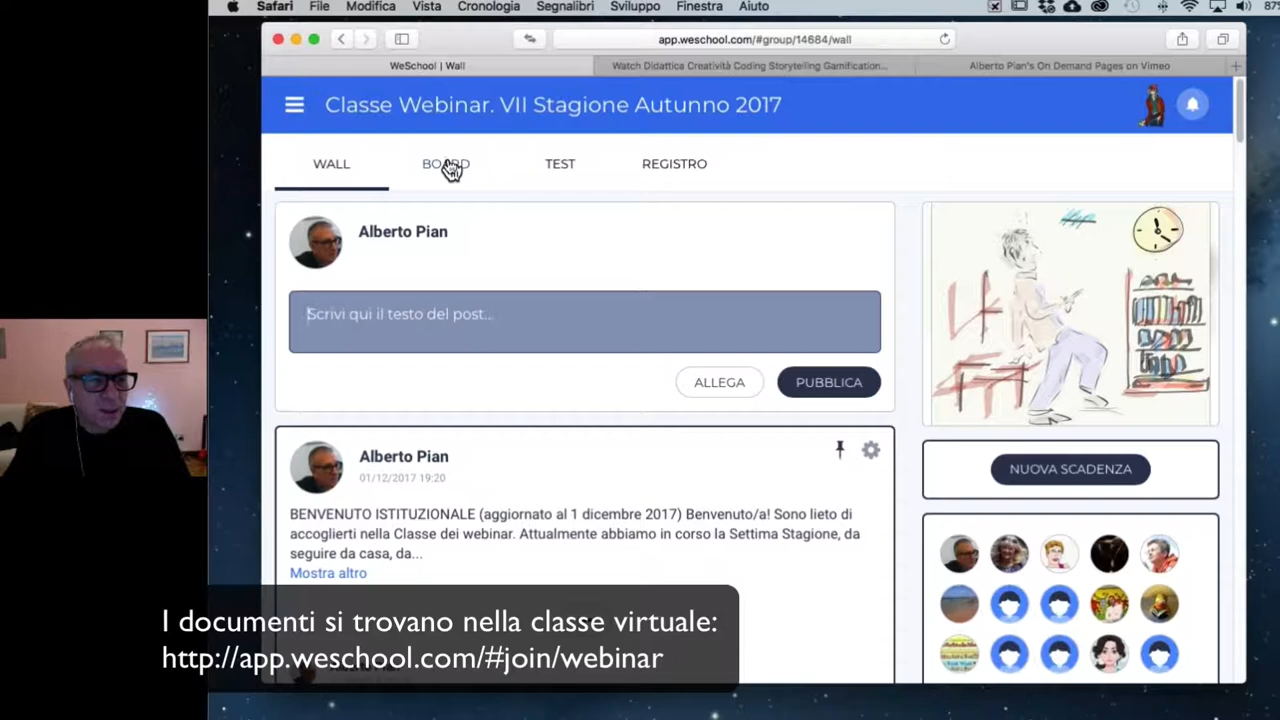 Safari File Modifica Vista Cronologia Segnalibri Sviluppo Finestra Aiuto 87%
app.weschool.com/#group/14684/wall
WeSchool | Wall Watch Didattica Creatività Coding Storytelling Gamification... Alberto Pian's On Demand Pages on Vimeo
Classe Webinar. VII Stagione Autunno 2017
WALL BOARD TEST REGISTRO
Alberto Pian
Scrivi qui il testo del post...
ALLEGA PUBBLICA
Alberto Pian
01/12/2017 19:20
BENVENUTO ISTITUZIONALE (aggiornato al 1 dicembre 2017) Benvenuto/a! Sono lieto di
accoglierti nella Classe dei webinar. Attualmente abbiamo in corso la Settima Stagione, da
seguire da casa, da...
Mostra altro
NUOVA SCADENZA
I documenti si trovano nella classe virtuale:
http://app.weschool.com/#join/webinar